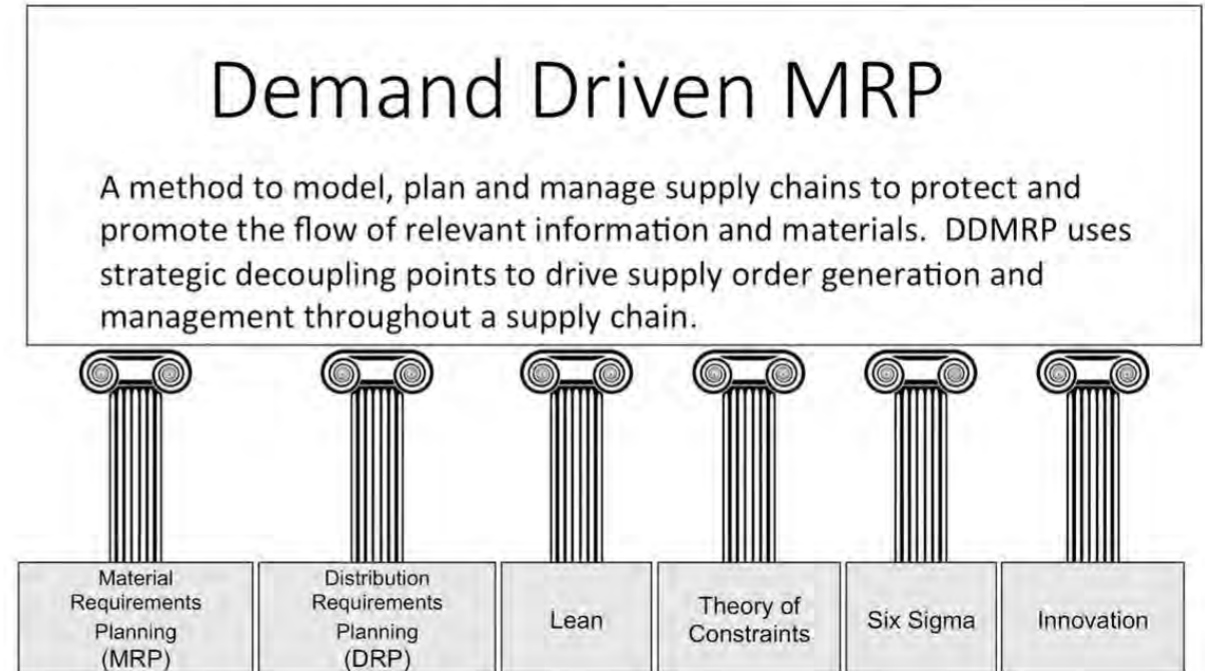 Demand Driven MRP
A method to model, plan and manage supply chains to protect and
promote the flow of relevant information and materials.  DDMRP uses
strategic decoupling points to drive supply order generation and
management throughout a supply chain.
Material
Requirements
Planning
(MRP)
Distribution
Requirements
Planning
(DRP)
Lean
Theory of
Constraints
Six Sigma
Innovation